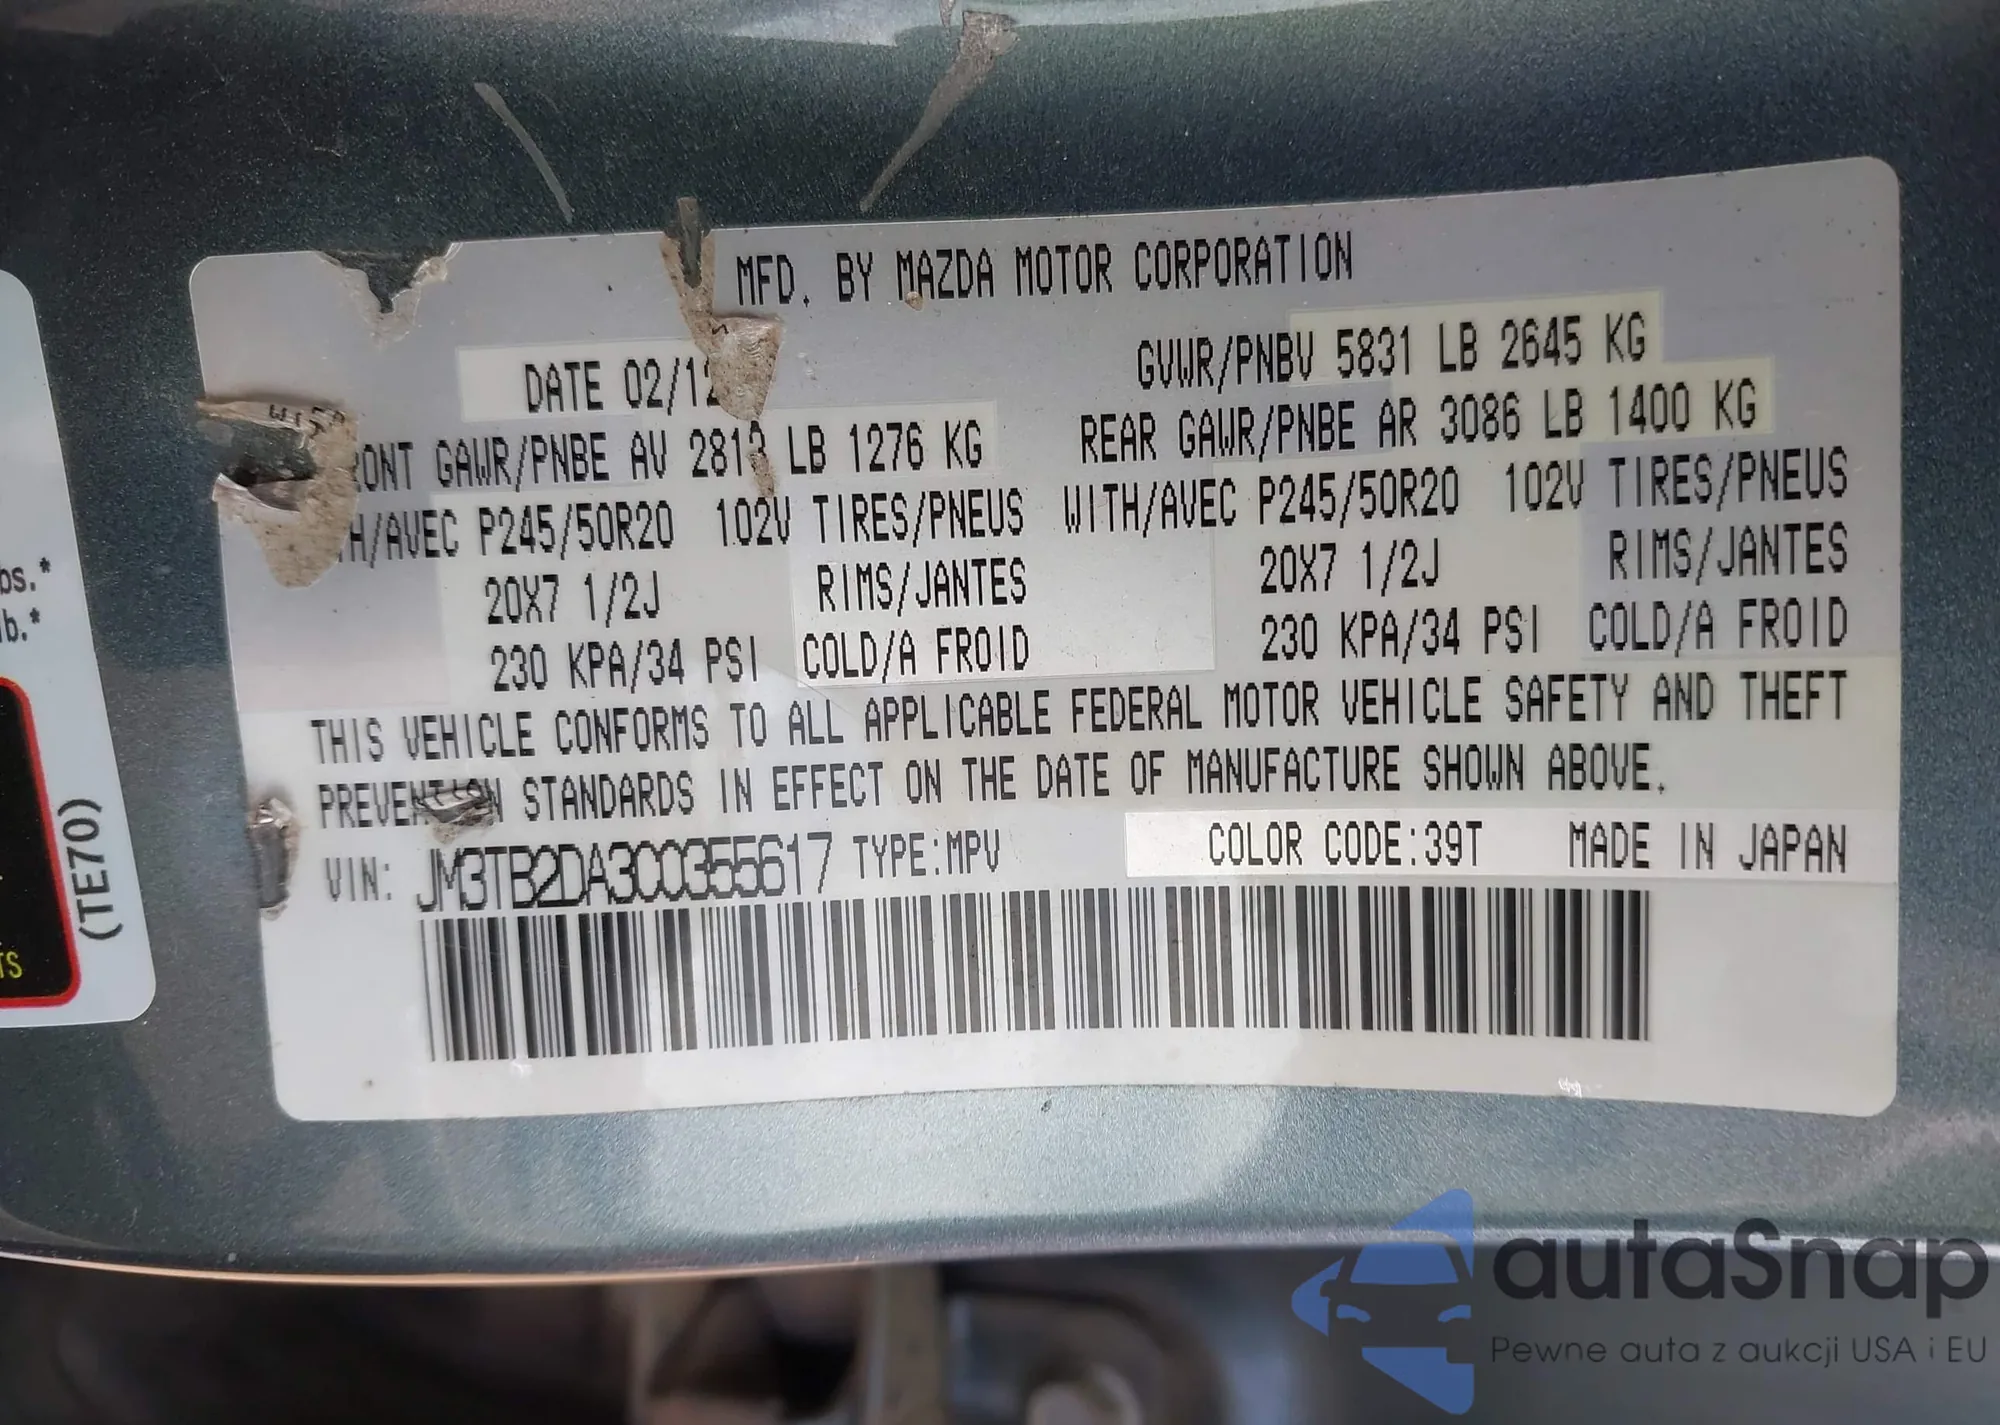 MFD. BY MAZDA MOTOR CORPORATION
DATE 02/12
GVWR/PNBV 5831 LB 2645 KG
RONT GAWR/PNBE AV 2813 LB 1276 KG
REAR GAWR/PNBE AR 3086 LB 1400 KG
TH/AVEC P245/50R20 102V TIRES/PNEUS
WITH/AVEC P245/50R20 102V TIRES/PNEUS
20X7 1/2J RIMS/JANTES
20X7 1/2J RIMS/JANTES
230 KPA/34 PSI COLD/A FROID
230 KPA/34 PSI COLD/A FROID
THIS VEHICLE CONFORMS TO ALL APPLICABLE FEDERAL MOTOR VEHICLE SAFETY AND THEFT
PREVENTION STANDARDS IN EFFECT ON THE DATE OF MANUFACTURE SHOWN ABOVE.
VIN: JM3TB2DA3C0355617 TYPE:MPV COLOR CODE:39T MADE IN JAPAN
bs.*
b.*
(TE70)
TS
autaSnap
Pewne auta z aukcji USA i EU